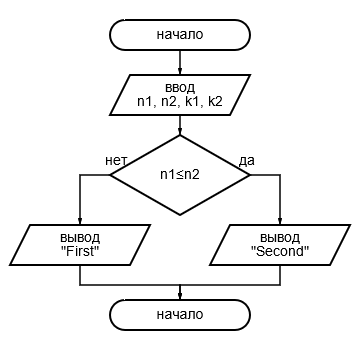 начало
ввод
n1, n2, k1, k2
нет
да
n1≤n2
вывод
"First"
вывод
"Second"
начало